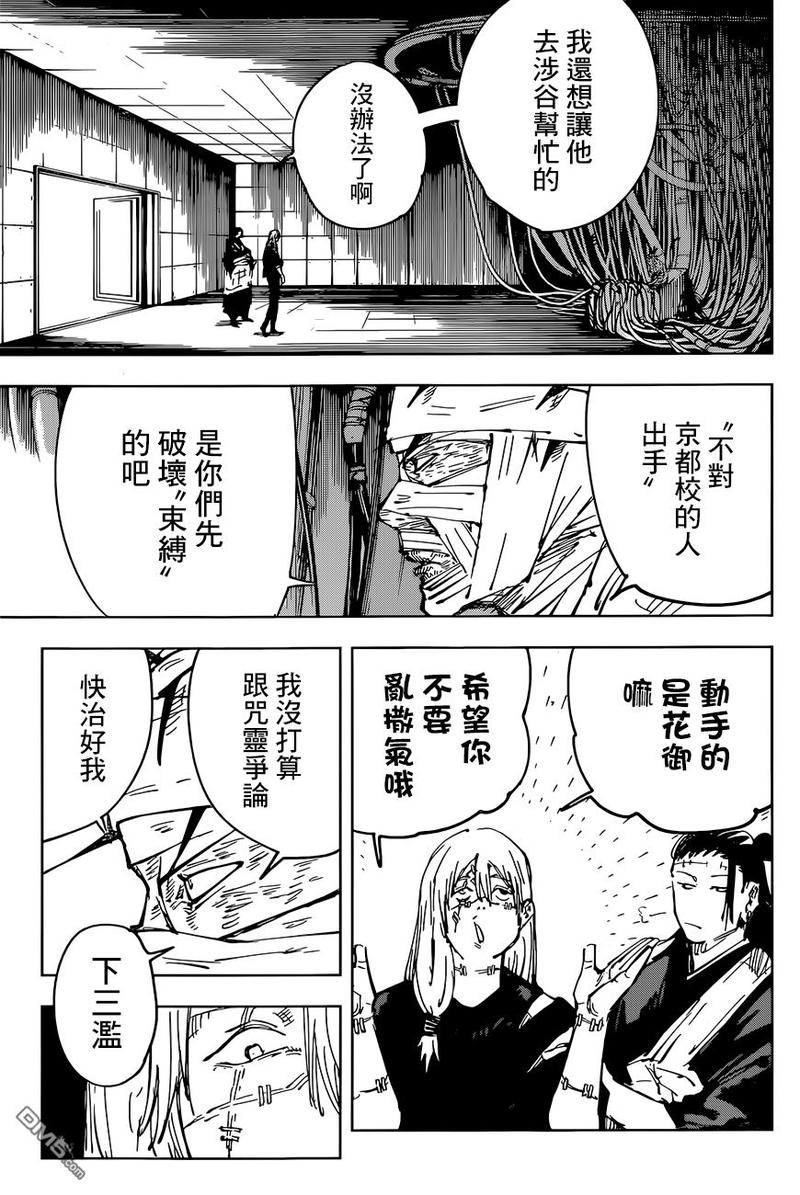 我還想讓他
去涉谷幫忙的
沒辦法了啊
〝不對
京都校的人
出手〞
是你們先
破壞〝束縛〞
的吧
動手的
是花御
嘛
希望你
不要
亂撒氣哦
我沒打算
跟咒靈爭論
快治好我
下三濫
DM5